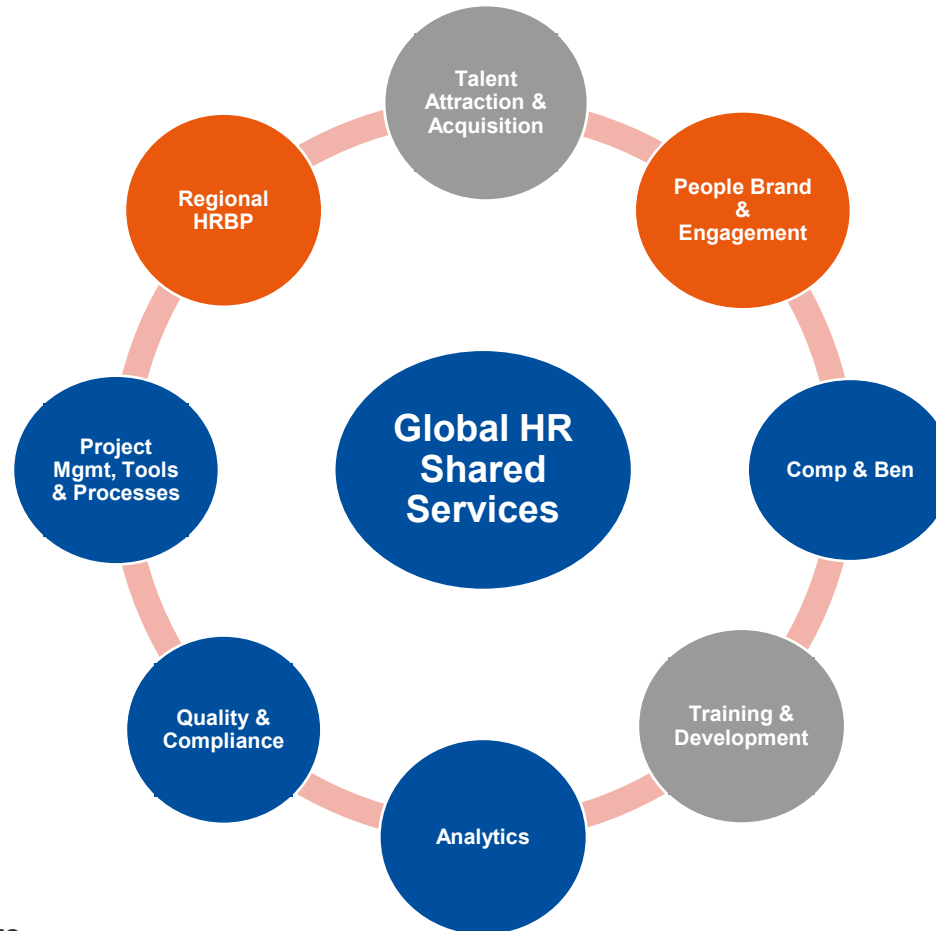 Talent
Attraction &
Acquisition
People Brand
&
Engagement
Regional
HRBP
Global HR
Shared
Services
Project
Mgmt, Tools
& Processes
Comp & Ben
Training &
Development
Quality &
Compliance
Analytics